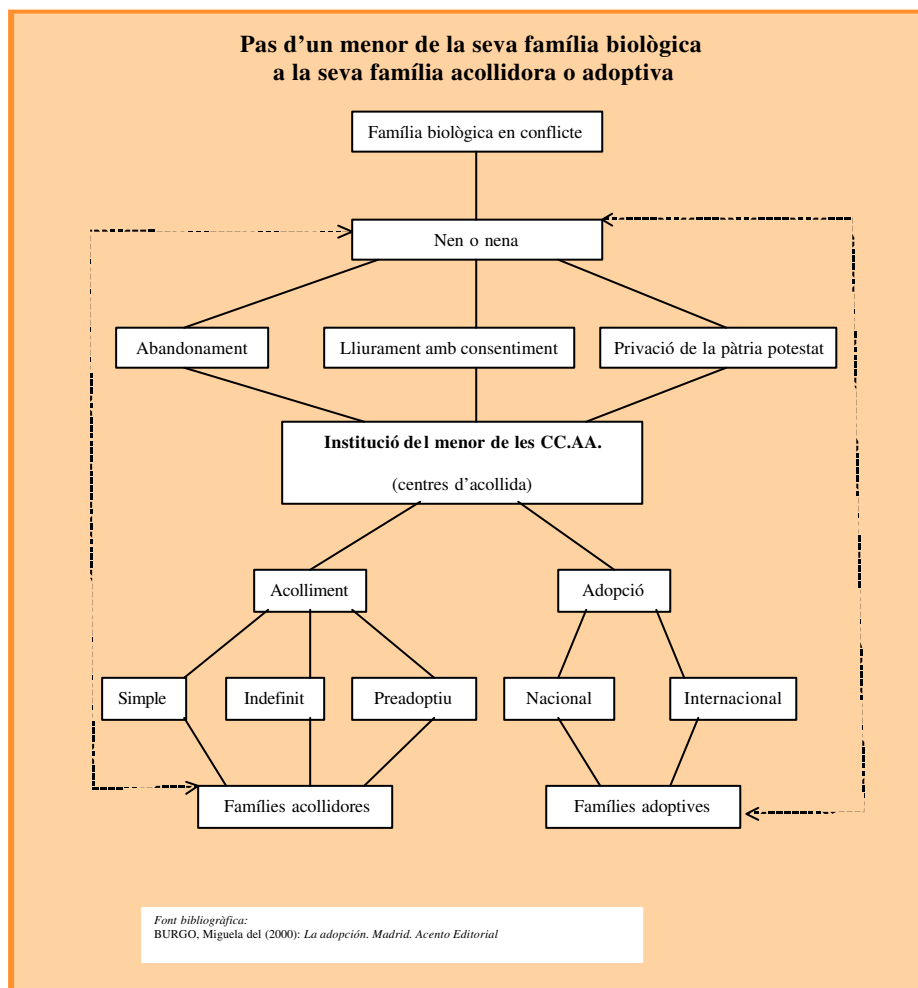 Pas d’un menor de la seva família biològica
a la seva família acollidora o adoptiva
Família biològica en conflicte
Nen o nena
Abandonament
Lliurament amb consentiment
Privació de la pàtria potestat
Institució del menor de les CC.AA.
(centres d’acollida)
Acolliment
Adopció
Simple
Indefinit
Preadoptiu
Nacional
Internacional
Famílies acollidores
Famílies adoptives
Font bibliogràfica:
BURGO, Miguela del (2000): La adopción. Madrid. Acento Editorial